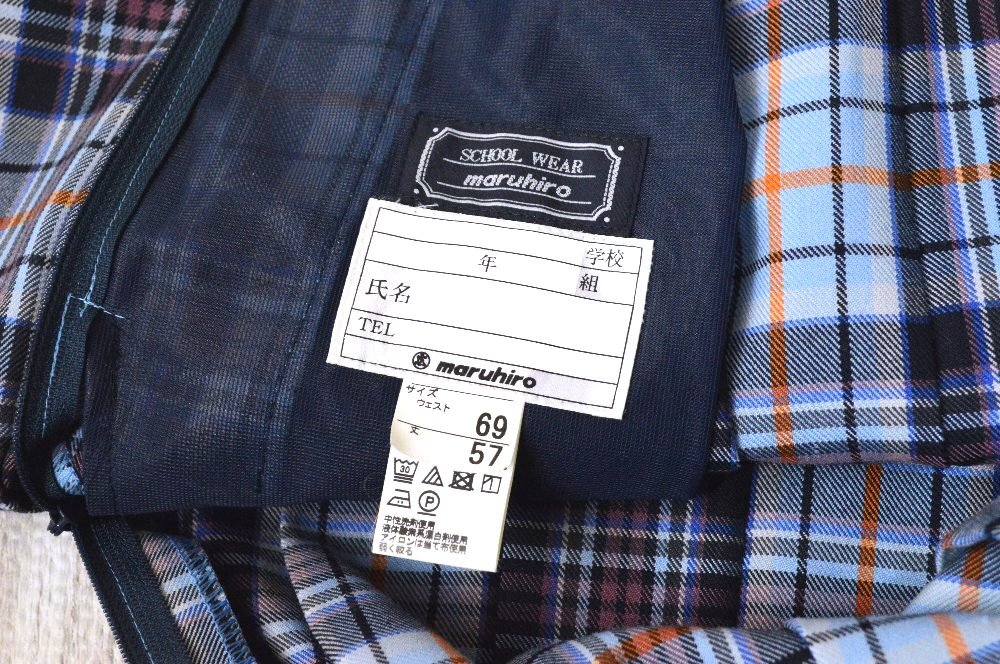 SCHOOL WEAR
maruhiro
学校
年 組
氏名
TEL
maruhiro
サイズ
ウェスト 69
丈 57
30
P
中性洗剤使用
液体酸素系漂白剤使用
アイロンは当て布使用
弱く絞る